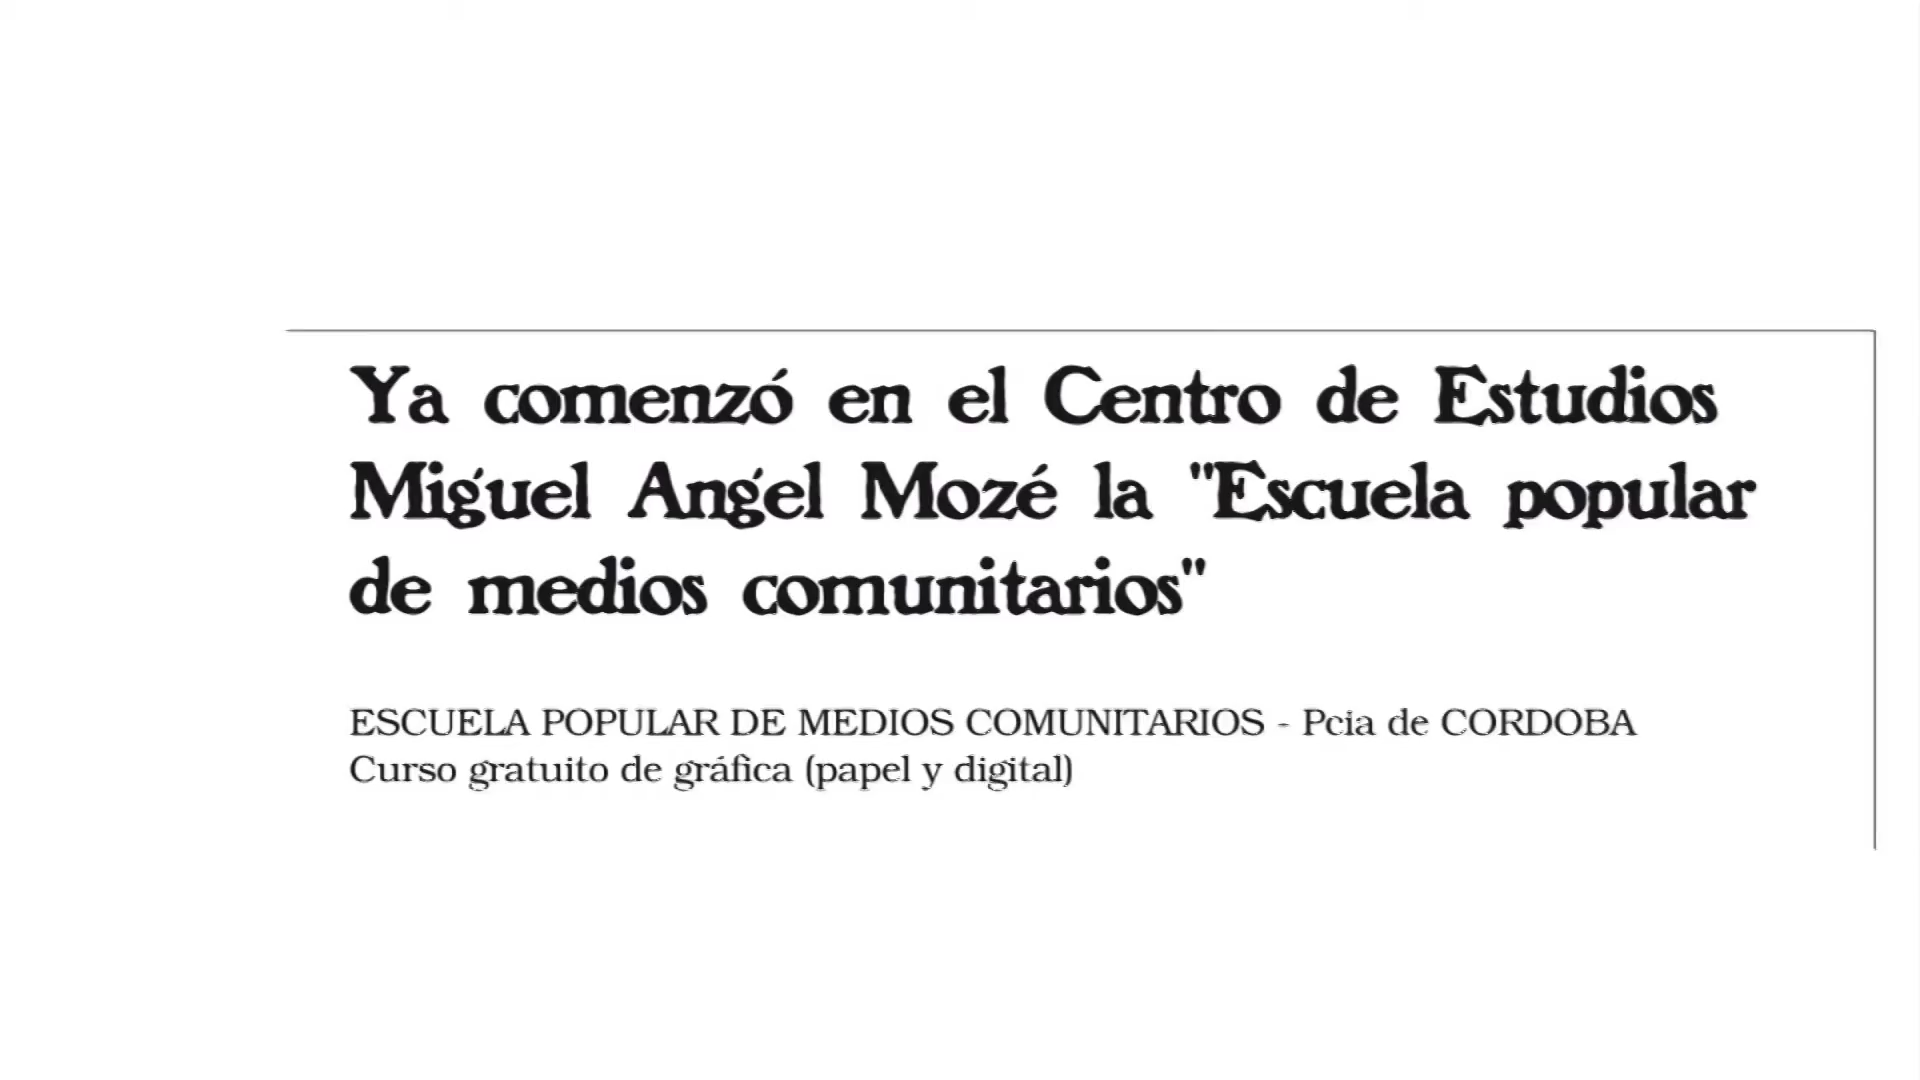 Ya comenzó en el Centro de Estudios
Miguel Angel Mozé la "Escuela popular
de medios comunitarios"
ESCUELA POPULAR DE MEDIOS COMUNITARIOS - Pcia de CORDOBA
Curso gratuito de gráfica (papel y digital)